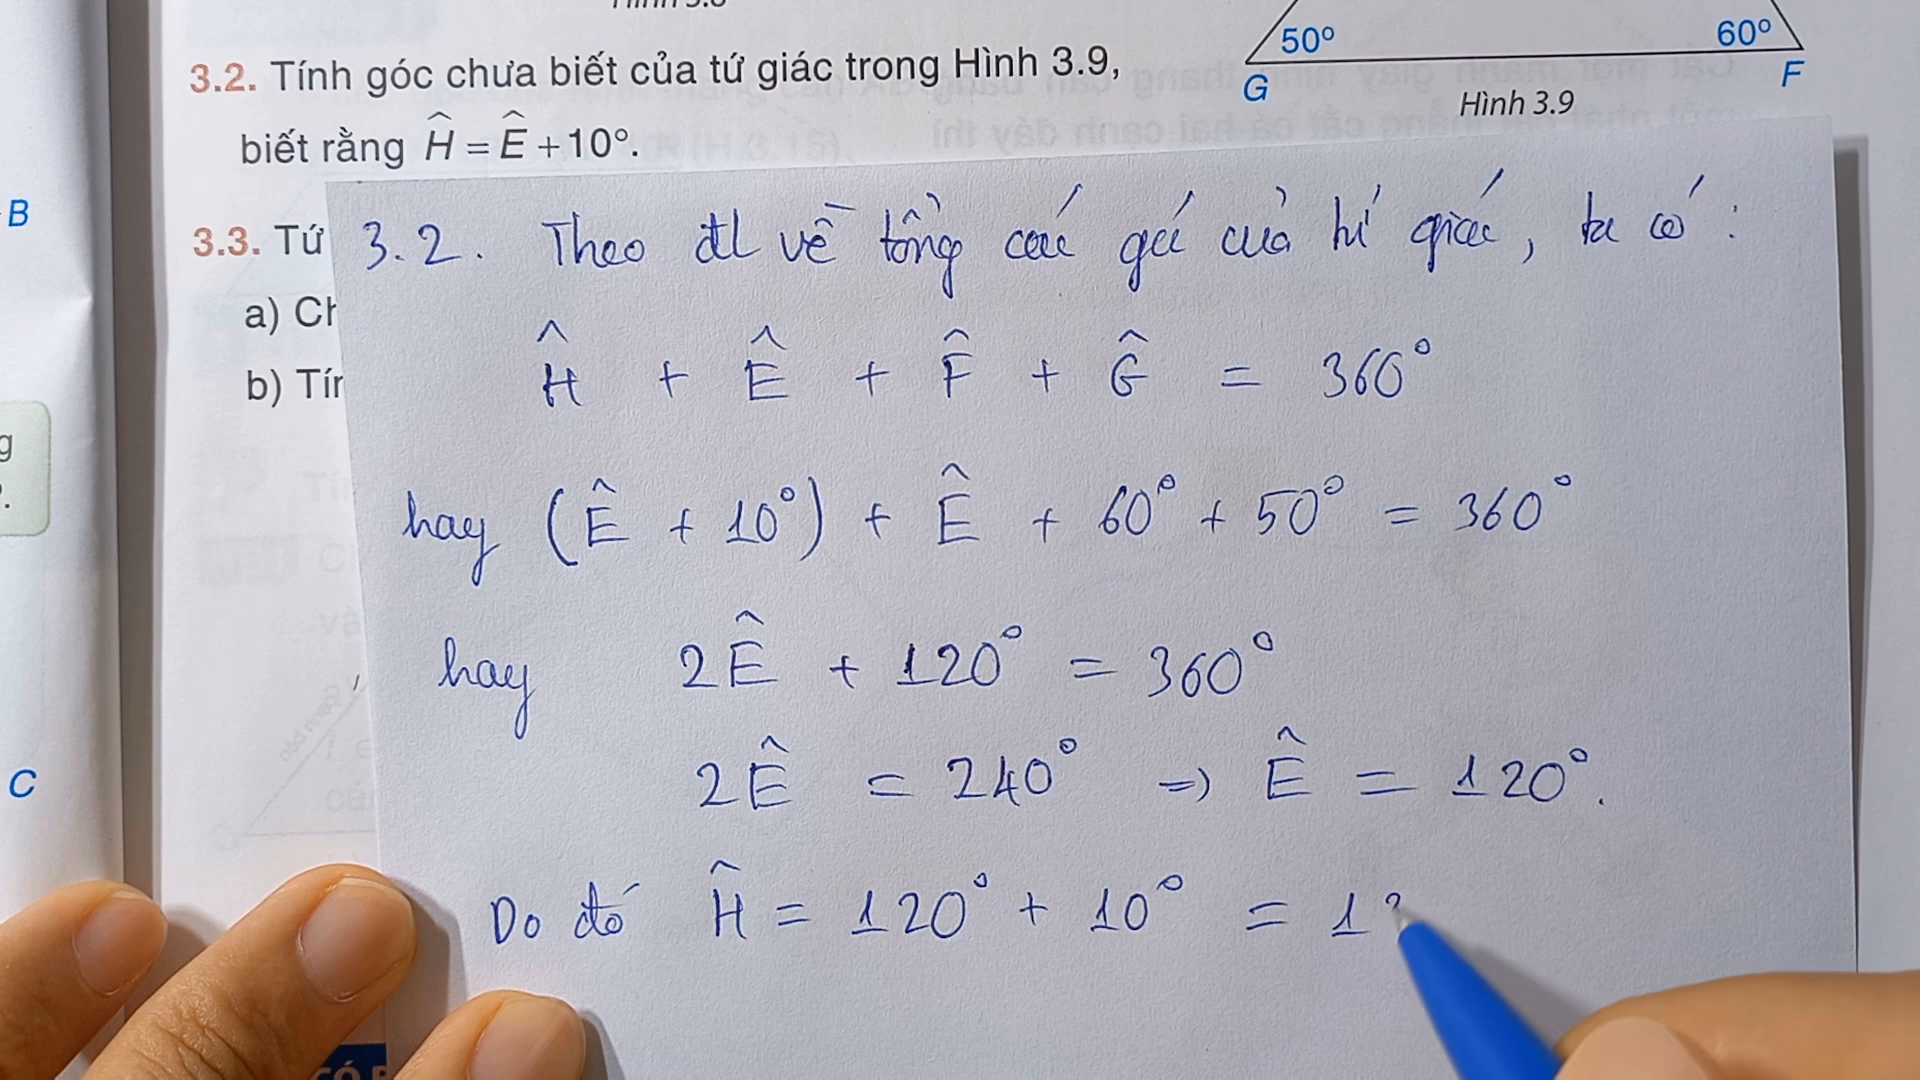 50°
60°
G
F
Hình 3.9
3.2. Tính góc chưa biết của tứ giác trong Hình 3.9,
biết rằng Ĥ = Ê + 10°.
B
3.3. Tứ
a)
b)
C
3.2. Theo đl về tổng các góc của tứ giác, ta có :
Ĥ + Ê + F̂ + Ĝ = 360°
hay (Ê + 10°) + Ê + 60° + 50° = 360°
hay 2Ê + 120° = 360°
2Ê = 240° => Ê = 120°.
Do đó Ĥ = 120° + 10° = 1